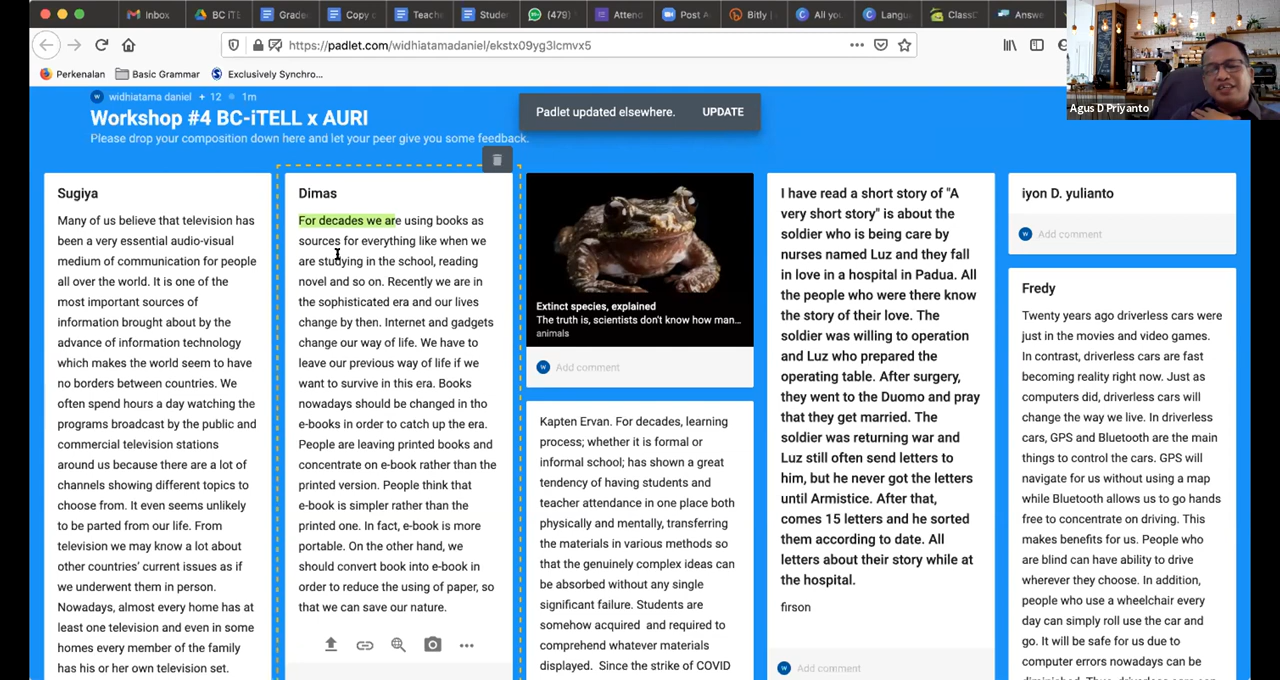 Inbox
BC iTE
Grade
Copy c
Teach
Stude
(479)
Attend
Post A
Bitly |
All you
Langu
ClassD
Answe
https://padlet.com/widhiatamadaniel/ekstx09yg3lcmvx5
Perkenalan
Basic Grammar
Exclusively Synchro...
Agus D Priyanto
widhiatama daniel + 12 1m
Workshop #4 BC-iTELL x AURI
Please drop your composition down here and let your peer give you some feedback.
Padlet updated elsewhere. UPDATE
Sugiya
Many of us believe that television has
been a very essential audio-visual
medium of communication for people
all over the world. It is one of the
most important sources of
information brought about by the
advance of information technology
which makes the world seem to have
no borders between countries. We
often spend hours a day watching the
programs broadcast by the public and
commercial television stations
around us because there are a lot of
channels showing different topics to
choose from. It even seems unlikely
to be parted from our life. From
television we may know a lot about
other countries' current issues as if
we underwent them in person.
Nowadays, almost every home has at
least one television and even in some
homes every member of the family
has his or her own television set.
Dimas
For decades we are using books as
sources for everything like when we
are studying in the school, reading
novel and so on. Recently we are in
the sophisticated era and our lives
change by then. Internet and gadgets
change our way of life. We have to
leave our previous way of life if we
want to survive in this era. Books
nowadays should be changed in tho
e-books in order to catch up the era.
People are leaving printed books and
concentrate on e-book rather than the
printed version. People think that
e-book is simpler rather than the
printed one. In fact, e-book is more
portable. On the other hand, we
should convert book into e-book in
order to reduce the using of paper, so
that we can save our nature.
Extinct species, explained
The truth is, scientists don't know how man...
animals
Add comment
Kapten Ervan. For decades, learning
process; whether it is formal or
informal school; has shown a great
tendency of having students and
teacher attendance in one place both
physically and mentally, transferring
the materials in various methods so
that the genuinely complex ideas can
be absorbed without any single
significant failure. Students are
somehow acquired and required to
comprehend whatever materials
displayed. Since the strike of COVID
I have read a short story of "A
very short story" is about the
soldier who is being care by
nurses named Luz and they fall
in love in a hospital in Padua. All
the people who were there know
the story of their love. The
soldier was willing to operation
and Luz who prepared the
operating table. After surgery,
they went to the Duomo and pray
that they get married. The
soldier was returning war and
Luz still often send letters to
him, but he never got the letters
until Armistice. After that,
comes 15 letters and he sorted
them according to date. All
letters about their story while at
the hospital.
firson
Add comment
iyon D. yulianto
Add comment
Fredy
Twenty years ago driverless cars were
just in the movies and video games.
In contrast, driverless cars are fast
becoming reality right now. Just as
computers did, driverless cars will
change the way we live. In driverless
cars, GPS and Bluetooth are the main
things to control the cars. GPS will
navigate for us without using a map
while Bluetooth allows us to go hands
free to concentrate on driving. This
makes benefits for us. People who
are blind can have ability to drive
wherever they choose. In addition,
people who use a wheelchair every
day can simply roll use the car and
go. It will be safe for us due to
computer errors nowadays can be